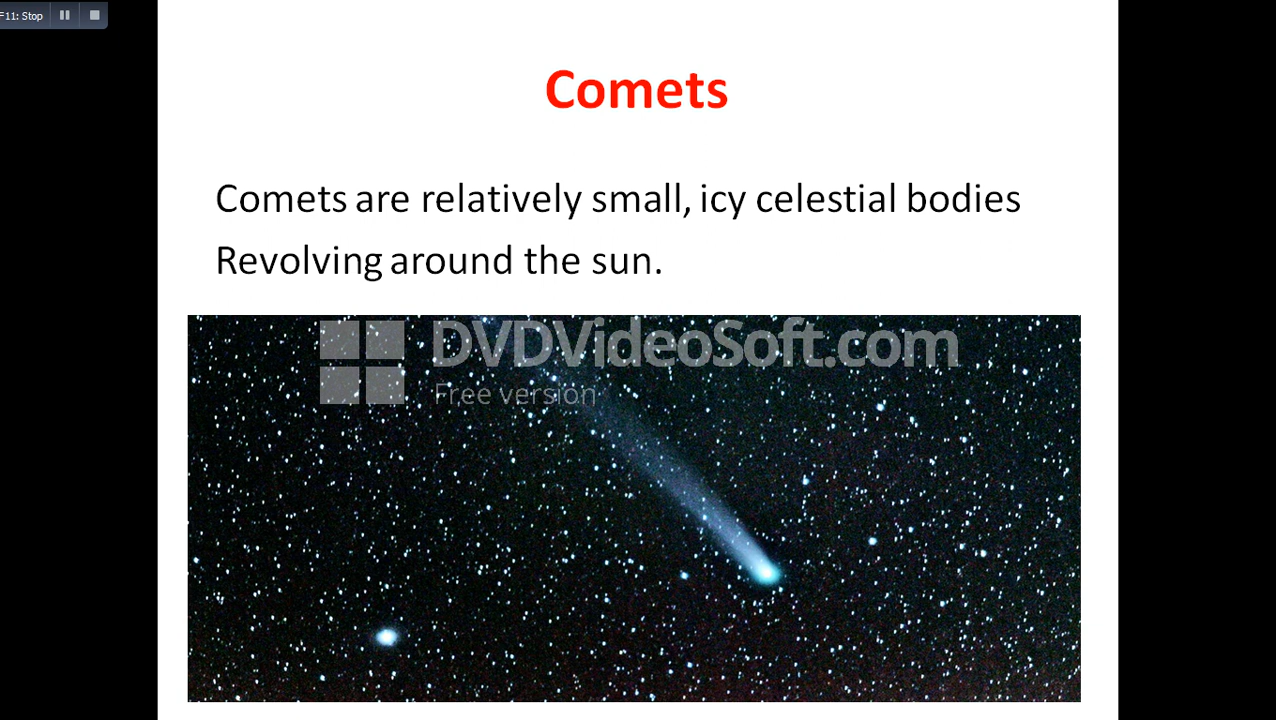 F11: Stop
Comets
Comets are relatively small, icy celestial bodies
Revolving around the sun.
DVDVideoSoft.com
Free version